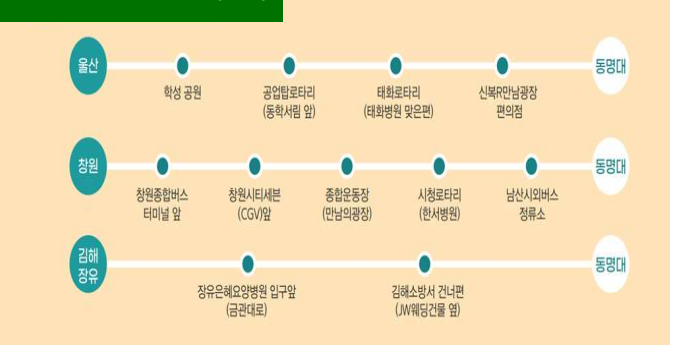 울산
학성 공원
공업탑로타리
(동학서림 앞)
태화로타리
(태화병원 맞은편)
신복R만남광장
편의점
동명대
창원
창원종합버스
터미널 앞
창원시티세븐
(CGV)앞
종합운동장
(만남의광장)
시청로타리
(한서병원)
남산시외버스
정류소
동명대
김해
장유
장유은혜요양병원 입구앞
(금관대로)
김해소방서 건너편
(JW웨딩건물 옆)
동명대